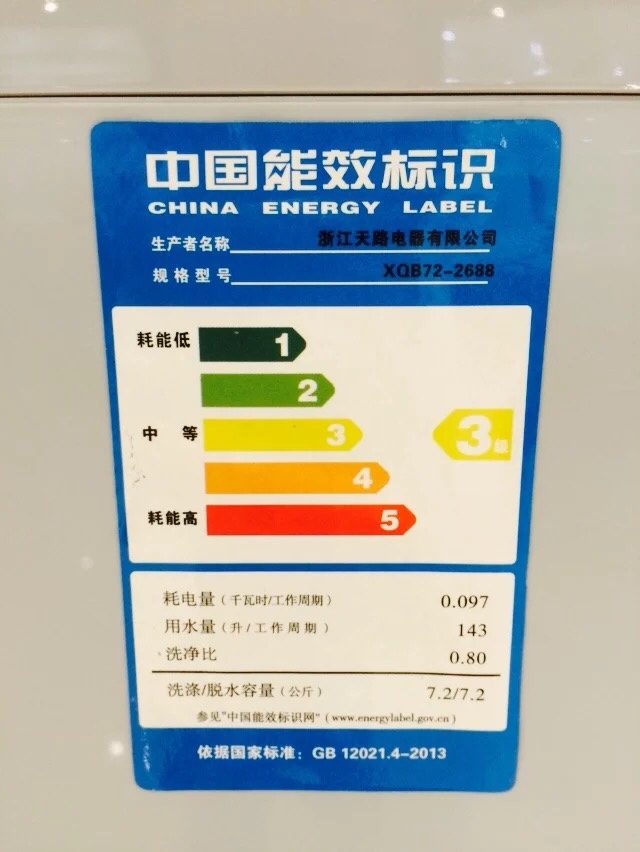 中国能效标识
CHINA ENERGY LABEL
生产者名称 浙江天路电器有限公司
规格型号 XQB72-2688
耗能低 1
2
中 等 3 3级
4
耗能高 5
耗电量(千瓦时/工作周期) 0.097
用水量(升/工作周期) 143
洗净比 0.80
洗涤/脱水容量(公斤) 7.2/7.2
参见"中国能效标识网"(www.energylabel.gov.cn)
依据国家标准：GB 12021.4-2013